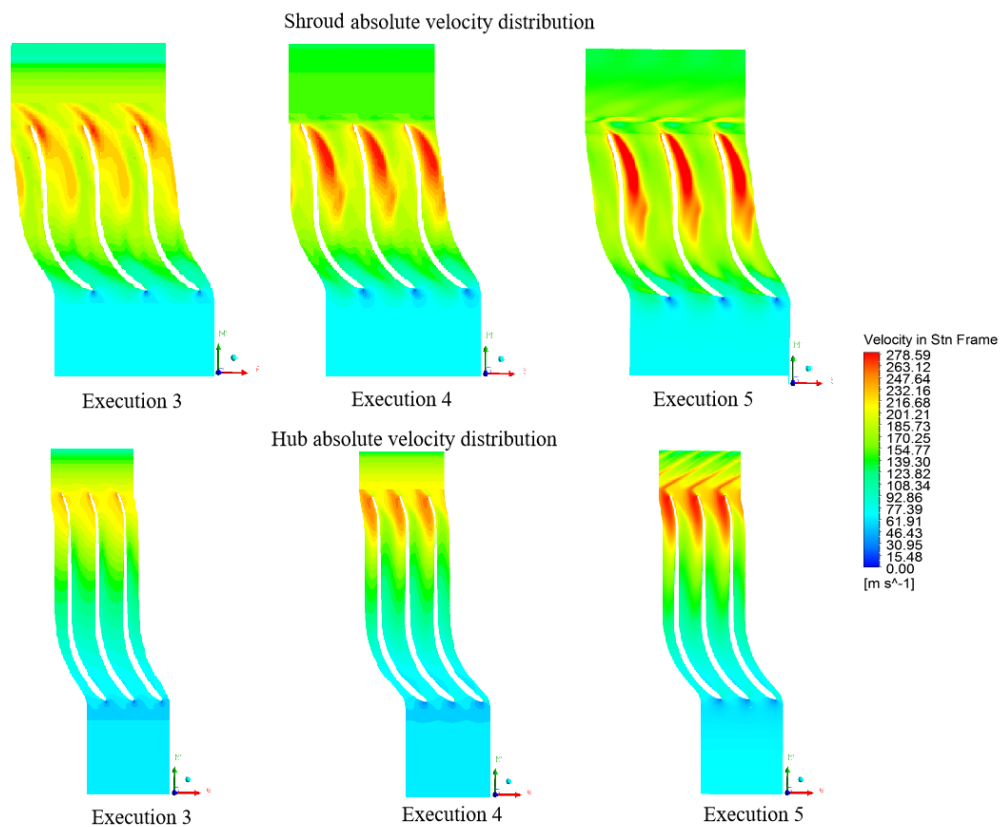 Shroud absolute velocity distribution
Execution 3
Execution 4
Execution 5
Velocity in Stn Frame
278.59
263.12
247.64
232.16
216.68
201.21
185.73
170.25
154.77
139.30
123.82
108.34
92.86
77.39
61.91
46.43
30.95
15.48
0.00
[m s^-1]
Hub absolute velocity distribution
Execution 3
Execution 4
Execution 5